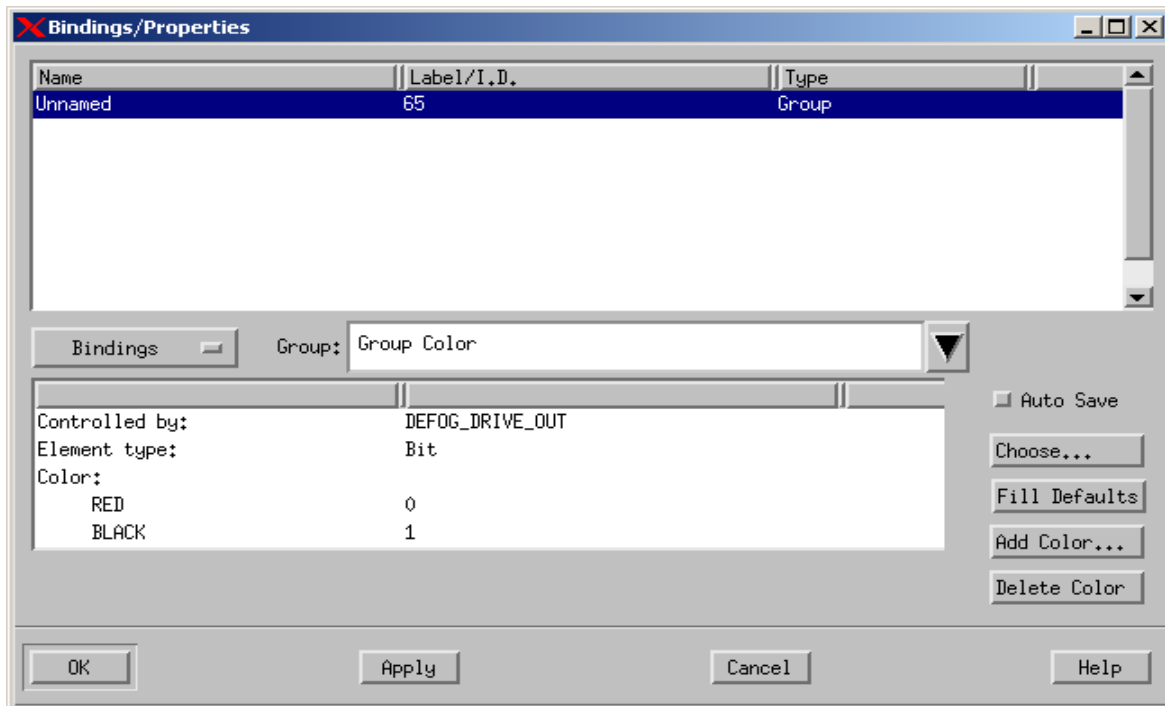 Bindings/Properties
Name Label/I.D. Type
Unnamed 65 Group
Bindings Group: Group Color
Controlled by: DEFOG_DRIVE_OUT
Element type: Bit
Color:
RED 0
BLACK 1
Auto Save
Choose...
Fill Defaults
Add Color...
Delete Color
OK Apply Cancel Help